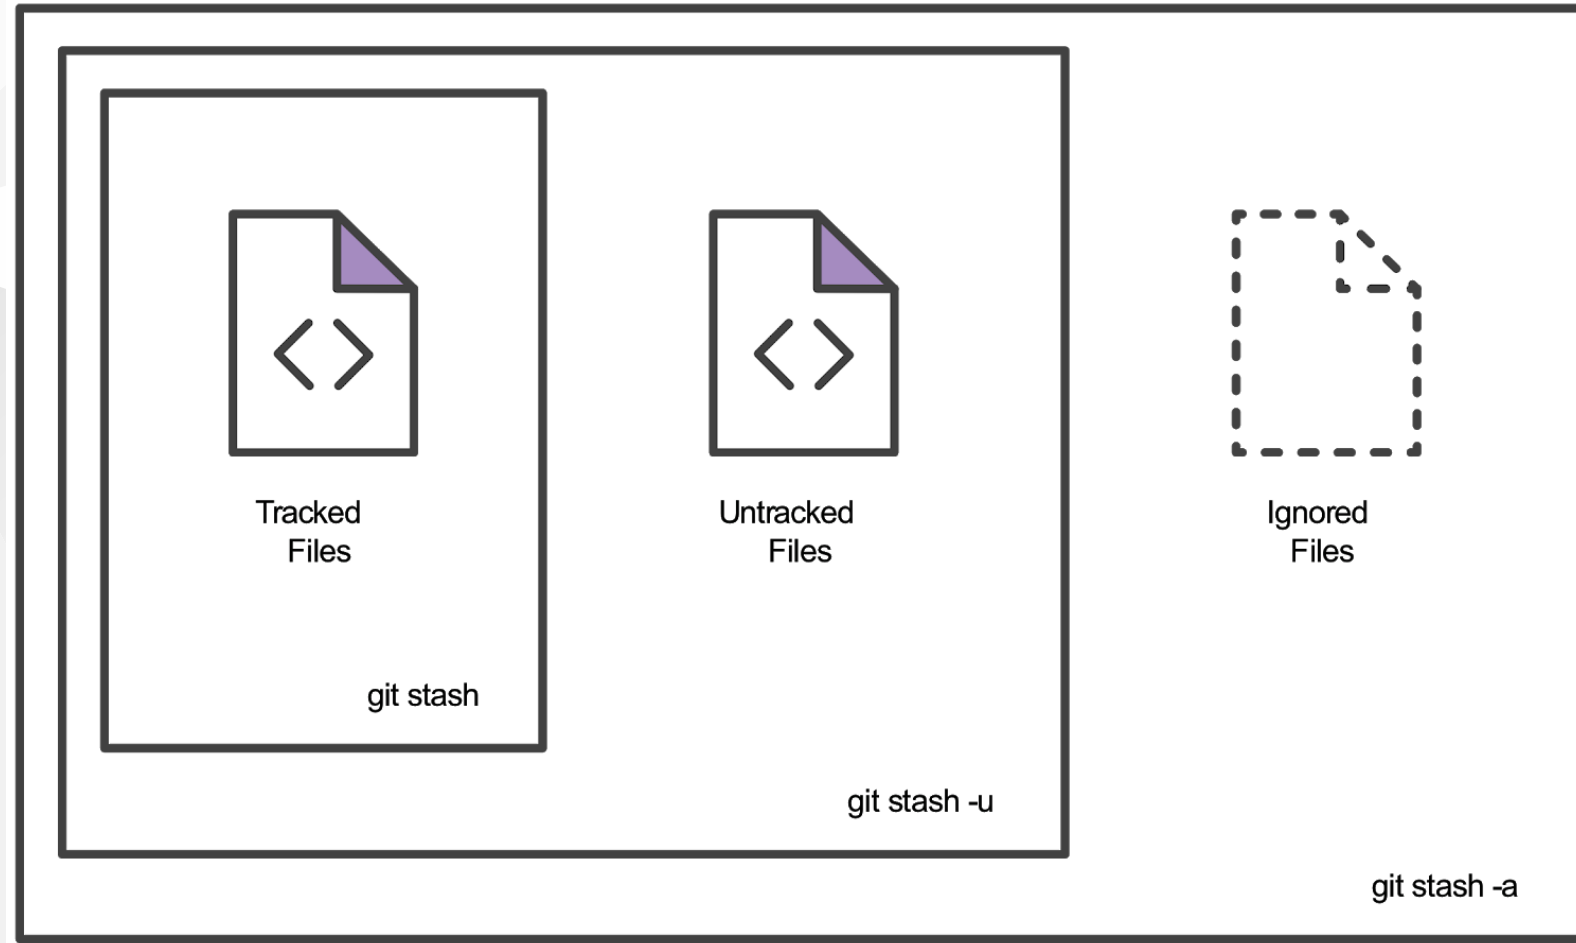 Tracked
Files
Untracked
Files
Ignored
Files
git stash
git stash -u
git stash -a